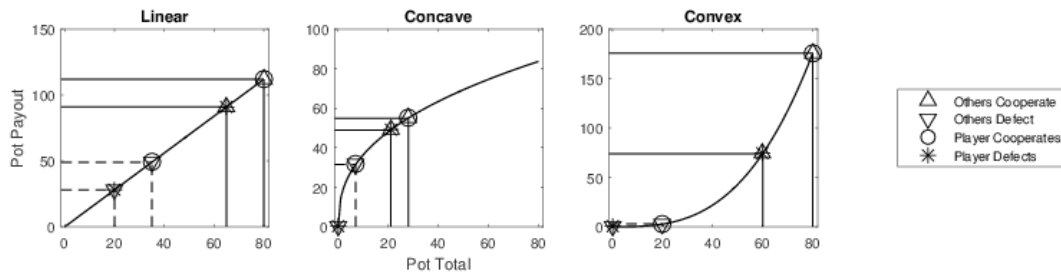 Linear
Concave
Convex
Pot Payout
150
100
50
0
0 20 40 60 80
100
80
60
40
20
0
0 20 40 60 80
Pot Total
200
150
100
50
0
0 20 40 60 80
Others Cooperate
Others Defect
Player Cooperates
Player Defects